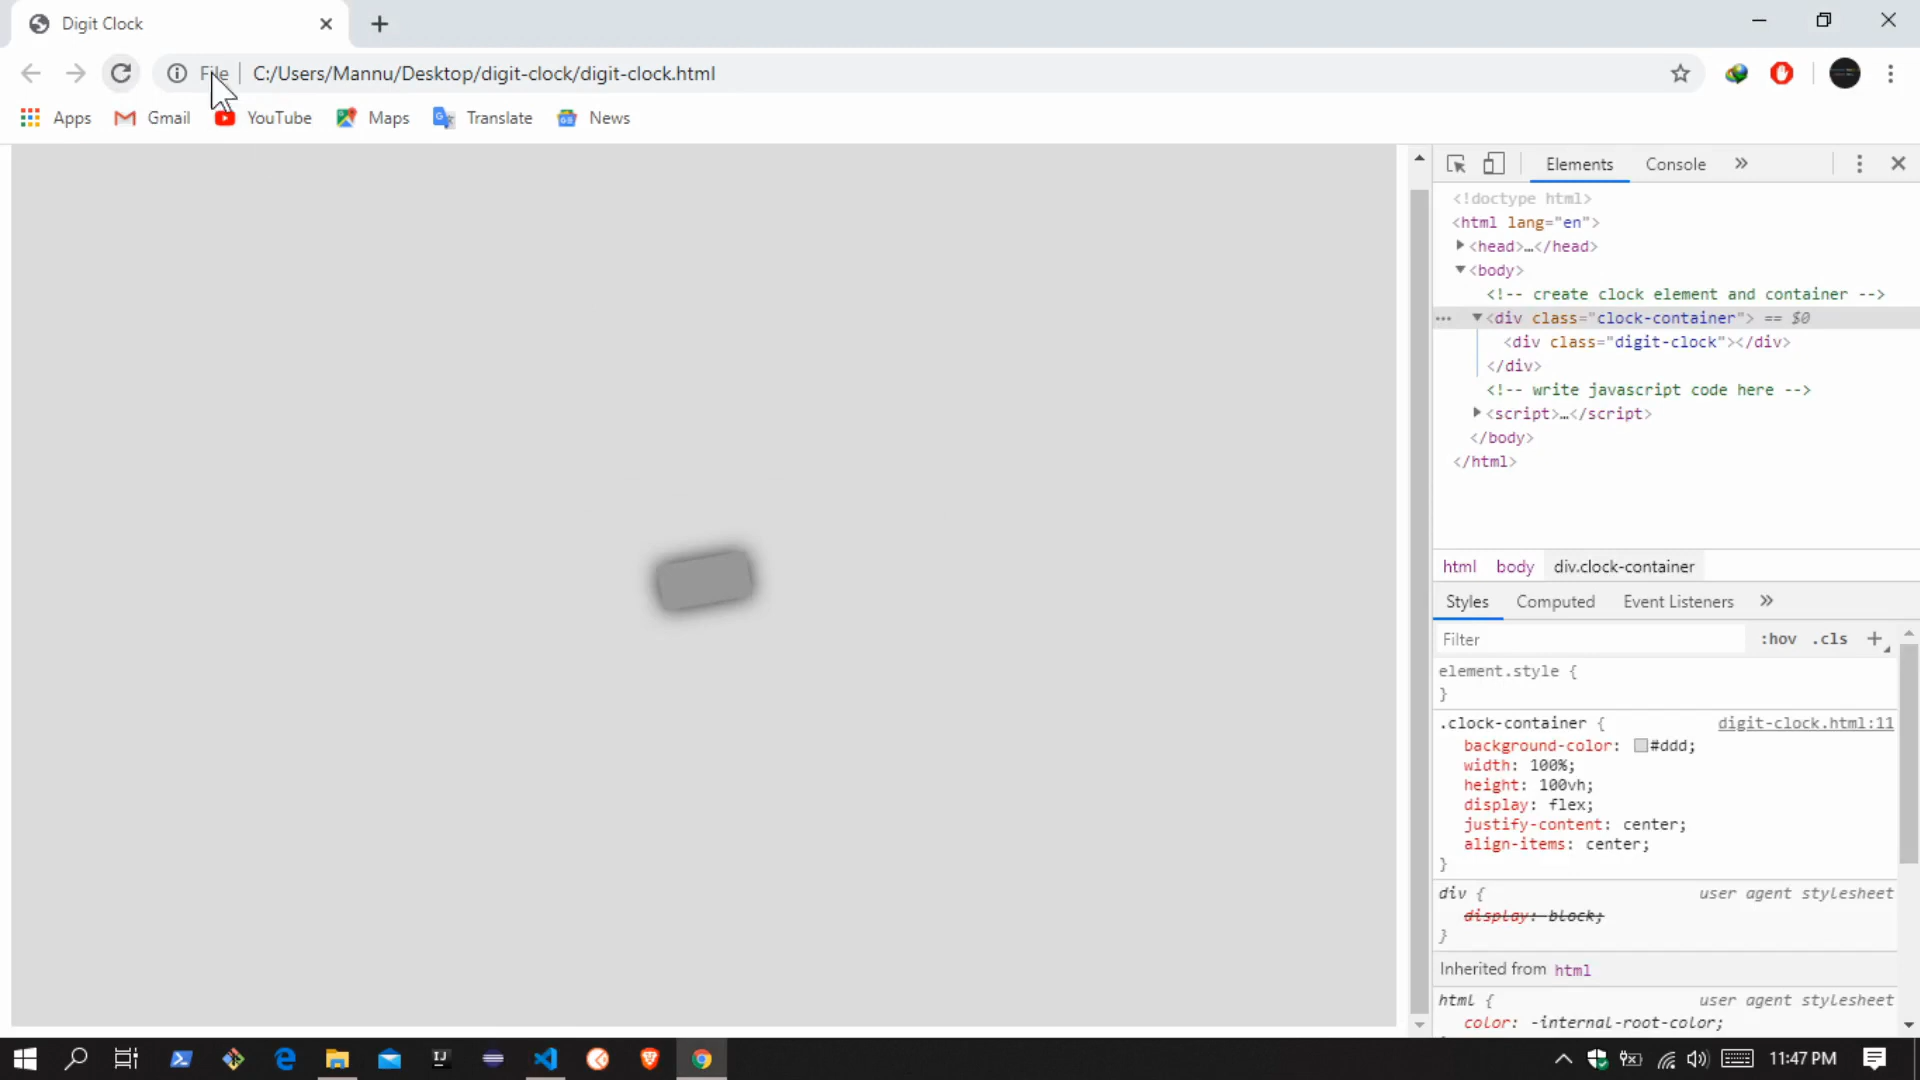 Digit Clock
File C:/Users/Mannu/Desktop/digit-clock/digit-clock.html
Apps Gmail YouTube Maps Translate News
Elements Console
<!doctype html>
<html lang="en">
<head>…</head>
<body>
<!-- create clock element and container -->
<div class="clock-container"> == $0
<div class="digit-clock"></div>
</div>
<!-- write javascript code here -->
<script>…</script>
</body>
</html>
html body div.clock-container
Styles Computed Event Listeners
Filter :hov .cls
element.style {
}
.clock-container { digit-clock.html:11
background-color: #ddd;
width: 100%;
height: 100vh;
display: flex;
justify-content: center;
align-items: center;
}
div { user agent stylesheet
display: block;
}
Inherited from html
html { user agent stylesheet
color: -internal-root-color;
11:47 PM